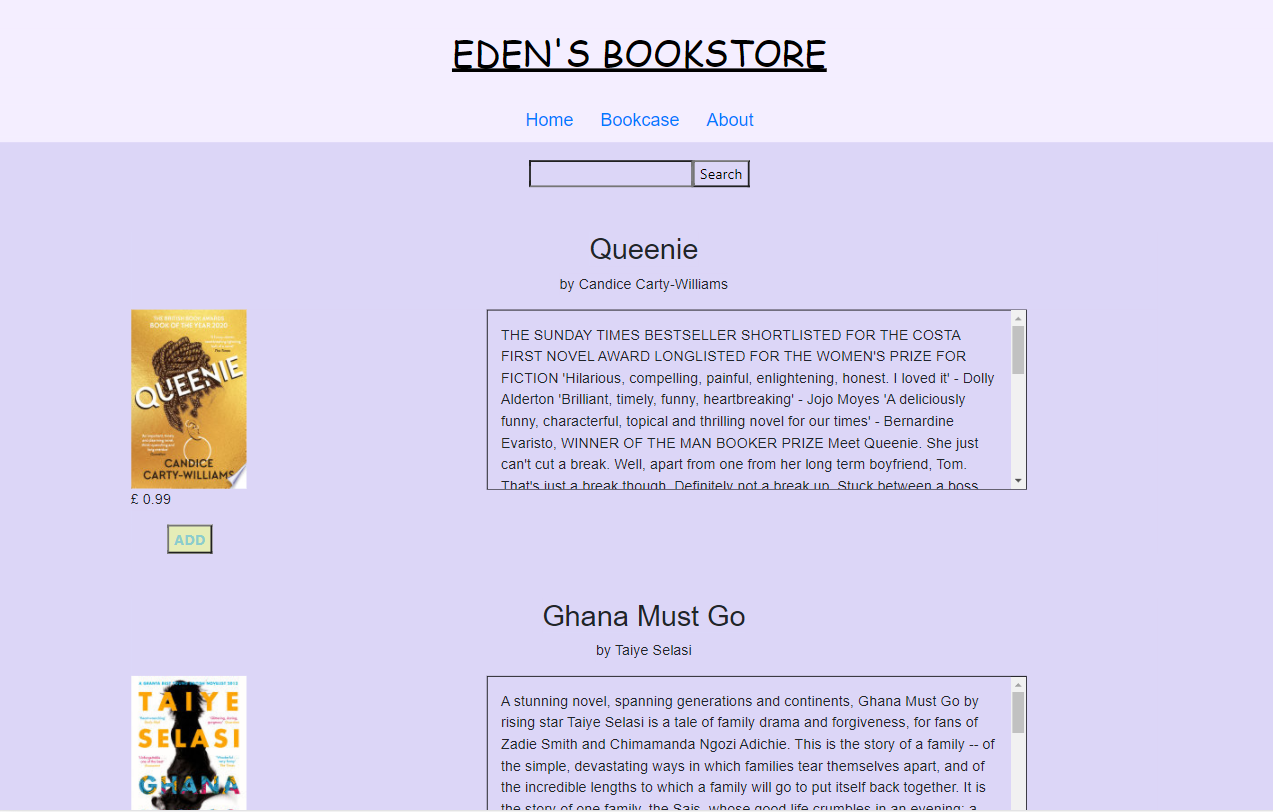 EDEN'S BOOKSTORE
Home Bookcase About
Search
Queenie
by Candice Carty-Williams
BOOK OF THE YEAR 2020
QUEENIE
CANDICE
CARTY-WILLIAMS
£ 0.99
ADD
THE SUNDAY TIMES BESTSELLER SHORTLISTED FOR THE COSTA
FIRST NOVEL AWARD LONGLISTED FOR THE WOMEN'S PRIZE FOR
FICTION 'Hilarious, compelling, painful, enlightening, honest. I loved it' - Dolly
Alderton 'Brilliant, timely, funny, heartbreaking' - Jojo Moyes 'A deliciously
funny, characterful, topical and thrilling novel for our times' - Bernardine
Evaristo, WINNER OF THE MAN BOOKER PRIZE Meet Queenie. She just
can't cut a break. Well, apart from one from her long term boyfriend, Tom.
That's just a break though. Definitely not a break up. Stuck between a boss
Ghana Must Go
by Taiye Selasi
TAIYE
SELASI
GHANA
A stunning novel, spanning generations and continents, Ghana Must Go by
rising star Taiye Selasi is a tale of family drama and forgiveness, for fans of
Zadie Smith and Chimamanda Ngozi Adichie. This is the story of a family -- of
the simple, devastating ways in which families tear themselves apart, and of
the incredible lengths to which a family will go to put itself back together. It is
the story of one family, the Sais, whose good life crumbles in an evening; a